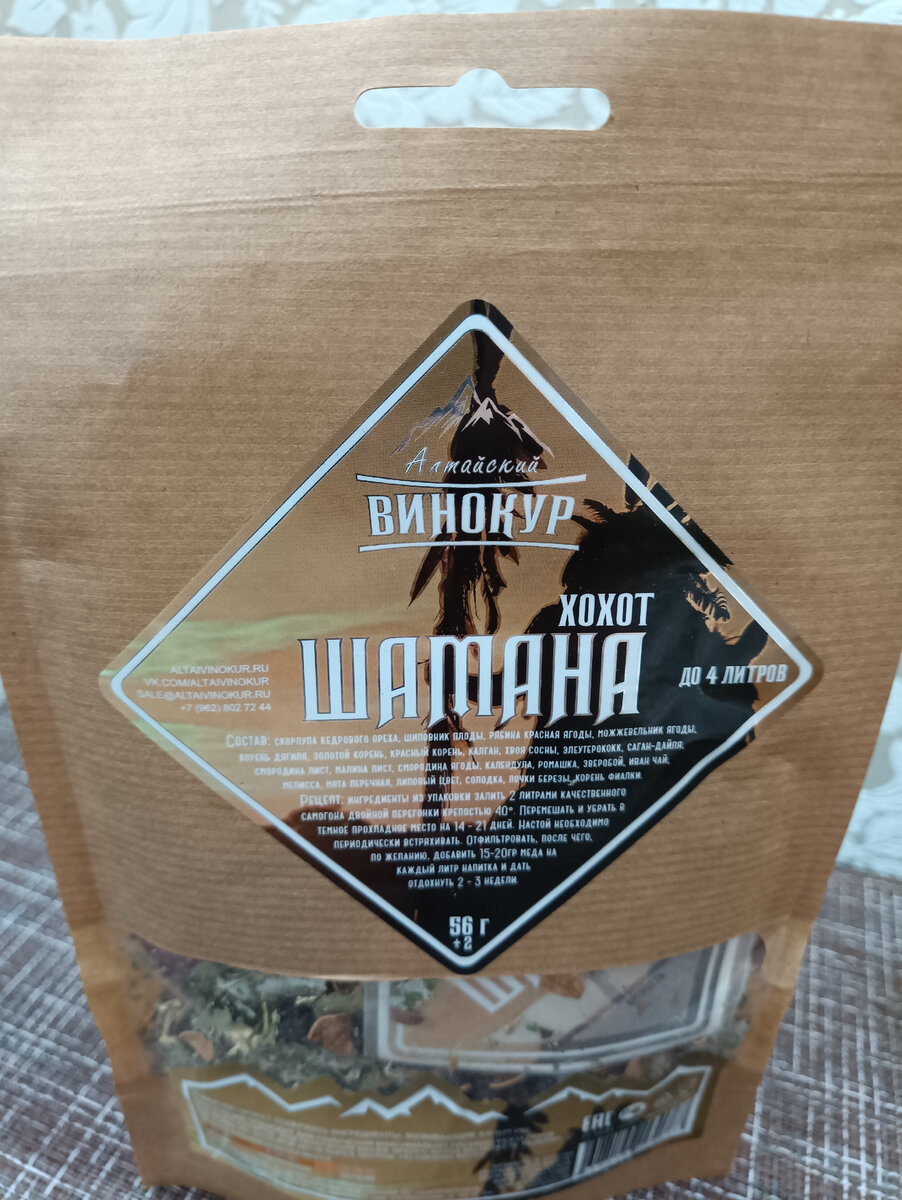 Алтайский
ВИНОКУР
ХОХОТ
ШАМАНА
ДО 4 ЛИТРОВ
ALTAIVINOKUR.RU
VK.COM/ALTAIVINOKUR
SALE@ALTAIVINOKUR.RU
+7 (962) 802 72 44
СОСТАВ: СКОРЛУПА КЕДРОВОГО ОРЕХА, ШИПОВНИК ПЛОДЫ, РЯБИНА КРАСНАЯ ЯГОДЫ, МОЖЖЕВЕЛЬНИК ЯГОДЫ,
КОРЕНЬ ДЯГИЛЯ, ЗОЛОТОЙ КОРЕНЬ, КРАСНЫЙ КОРЕНЬ, КАЛГАН, ХВОЯ СОСНЫ, ЭЛЕУТЕРОКОКК, САГАН-ДАЙЛЯ,
СМОРОДИНА ЛИСТ, МАЛИНА ЛИСТ, СМОРОДИНА ЯГОДЫ, КАЛЕНДУЛА, РОМАШКА, ЗВЕРОБОЙ, ИВАН ЧАЙ,
МЕЛИССА, МЯТА ПЕРЕЧНАЯ, ЛИПОВЫЙ ЦВЕТ, СОЛОДКА, ПОЧКИ БЕРЕЗЫ, КОРЕНЬ ФИАЛКИ.
РЕЦЕПТ: ИНГРЕДИЕНТЫ ИЗ УПАКОВКИ ЗАЛИТЬ 2 ЛИТРАМИ КАЧЕСТВЕННОГО
САМОГОНА ДВОЙНОЙ ПЕРЕГОНКИ КРЕПОСТЬЮ 40°. ПЕРЕМЕШАТЬ И УБРАТЬ В
ТЕМНОЕ ПРОХЛАДНОЕ МЕСТО НА 14 - 21 ДНЕЙ. НАСТОЙ НЕОБХОДИМО
ПЕРИОДИЧЕСКИ ВСТРЯХИВАТЬ. ОТФИЛЬТРОВАТЬ, ПОСЛЕ ЧЕГО,
ПО ЖЕЛАНИЮ, ДОБАВИТЬ 15-20ГР МЕДА НА
КАЖДЫЙ ЛИТР НАПИТКА И ДАТЬ
ОТДОХНУТЬ 2 - 3 НЕДЕЛИ.
56 Г
±2
EAC